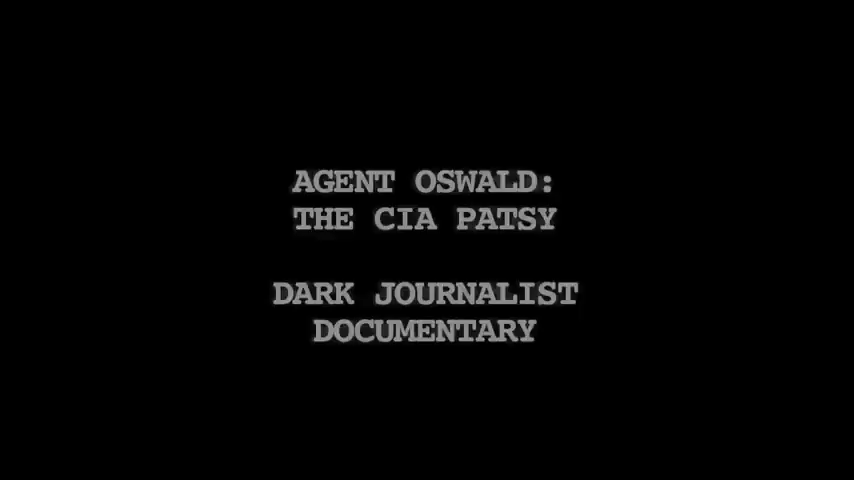 AGENT OSWALD:
THE CIA PATSY
DARK JOURNALIST
DOCUMENTARY